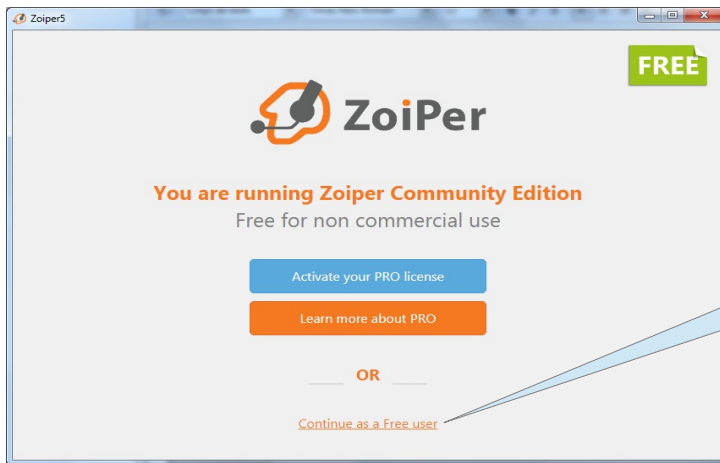 Zoiper5
FREE
ZoiPer
You are running Zoiper Community Edition
Free for non commercial use
Activate your PRO license
Learn more about PRO
OR
Continue as a Free user